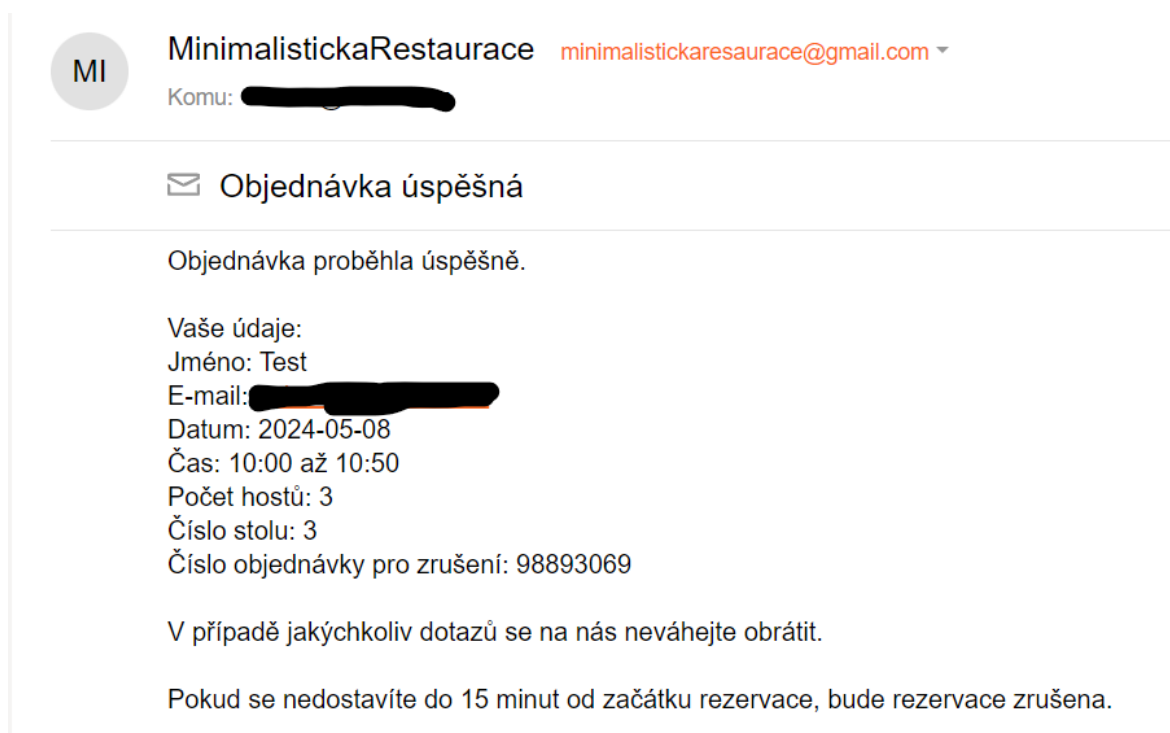 MI
MinimalistickaRestaurace minimalistickaresaurace@gmail.com
Komu:
Objednávka úspěšná
Objednávka proběhla úspěšně.
Vaše údaje:
Jméno: Test
E-mail:
Datum: 2024-05-08
Čas: 10:00 až 10:50
Počet hostů: 3
Číslo stolu: 3
Číslo objednávky pro zrušení: 98893069
V případě jakýchkoliv dotazů se na nás neváhejte obrátit.
Pokud se nedostavíte do 15 minut od začátku rezervace, bude rezervace zrušena.